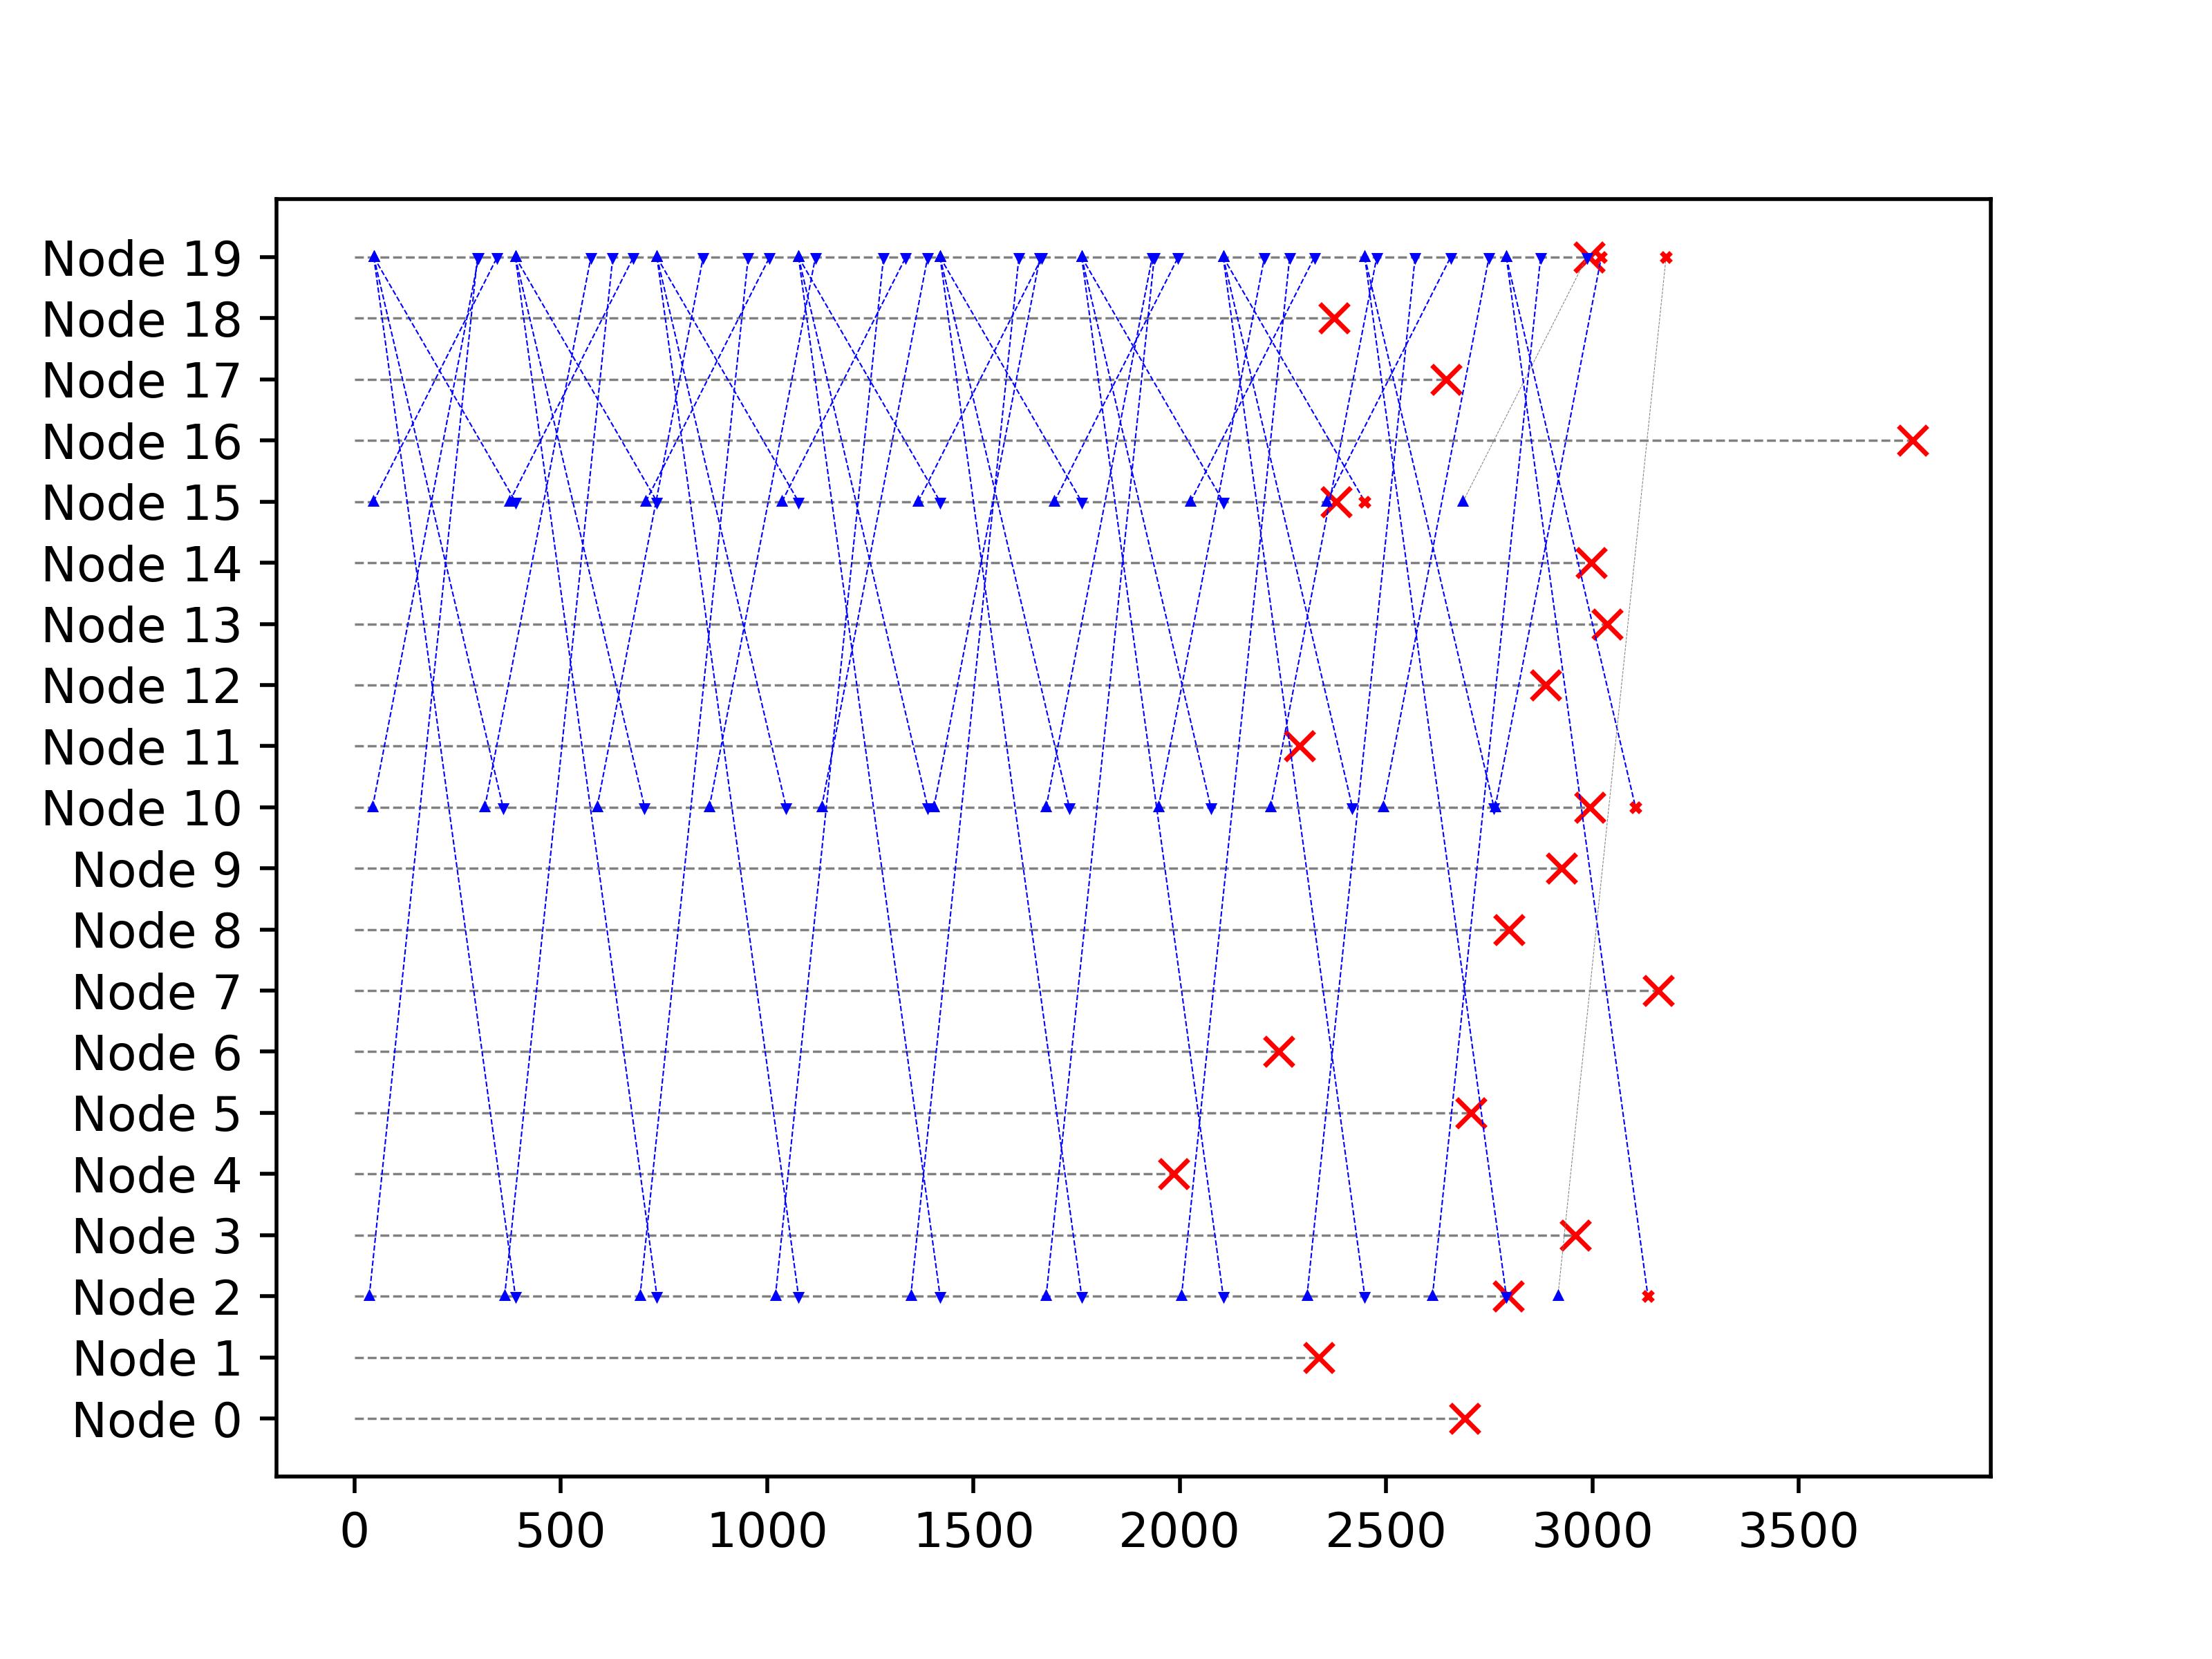 Node 19
Node 18
Node 17
Node 16
Node 15
Node 14
Node 13
Node 12
Node 11
Node 10
Node 9
Node 8
Node 7
Node 6
Node 5
Node 4
Node 3
Node 2
Node 1
Node 0
0 500 1000 1500 2000 2500 3000 3500